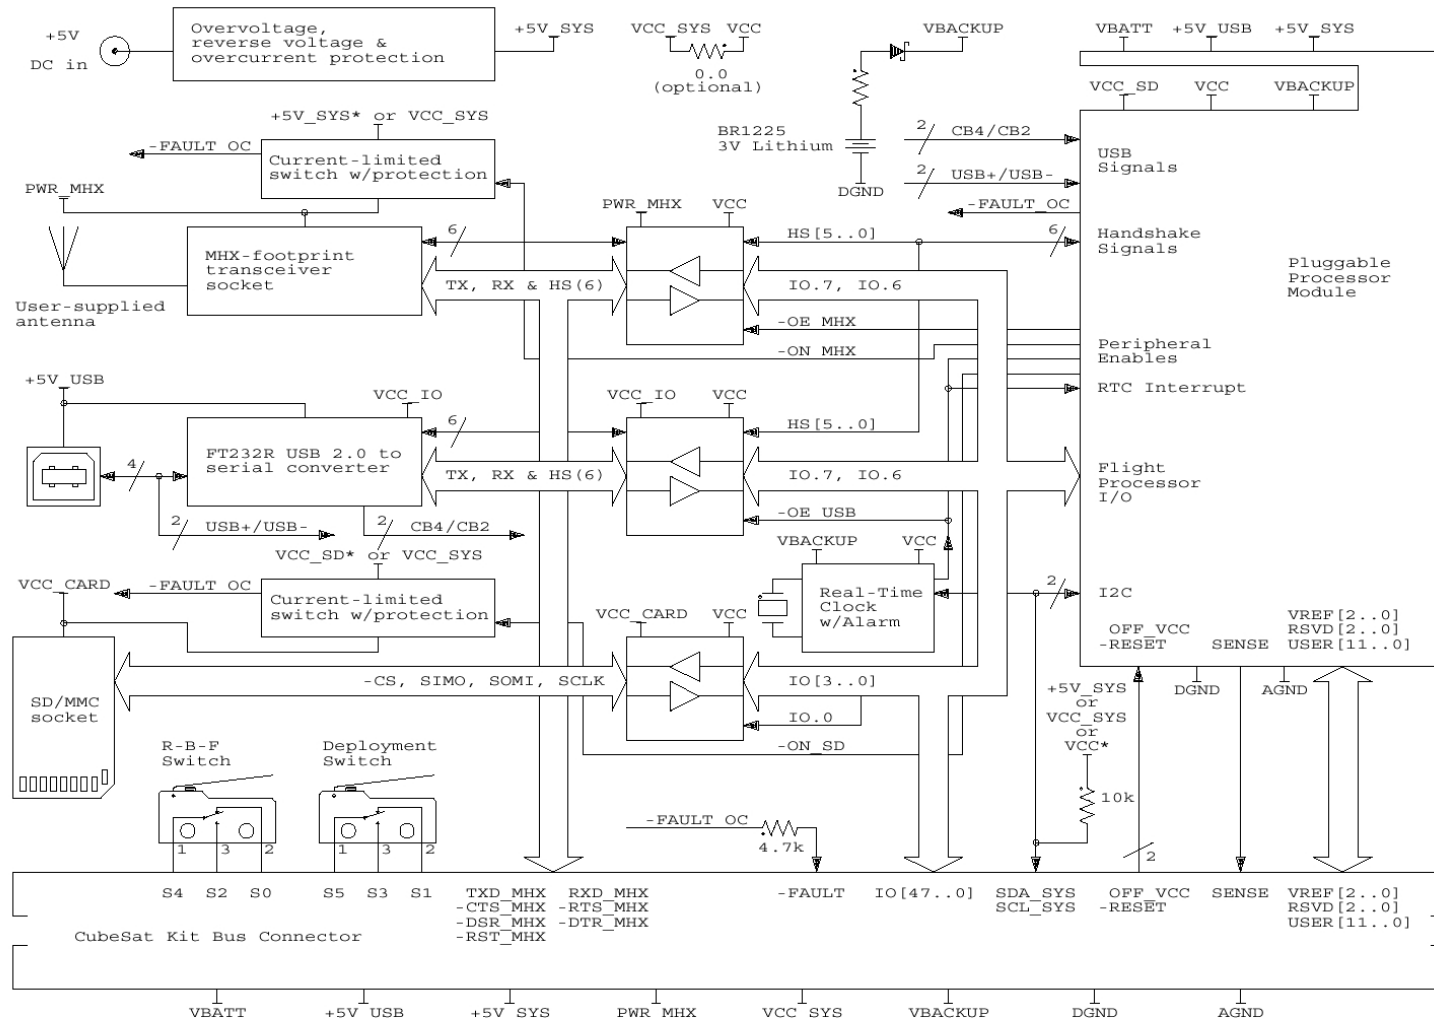 +5V
DC in
Overvoltage,
reverse voltage &
overcurrent protection
+5V_SYS
VCC_SYS
VCC
0.0
(optional)
VBACKUP
BR1225
3V Lithium
DGND
VBATT
+5V_USB
+5V_SYS
VCC_SD
VCC
VBACKUP
2
CB4/CB2
2
USB+/USB-
-FAULT_OC
USB
Signals
6
Handshake
Signals
Pluggable
Processor
Module
+5V_SYS* or VCC_SYS
-FAULT_OC
Current-limited
switch w/protection
PWR_MHX
MHX-footprint
transceiver
socket
User-supplied
antenna
6
TX, RX & HS(6)
PWR_MHX
VCC
HS[5..0]
IO.7, IO.6
-OE_MHX
-ON_MHX
Peripheral
Enables
RTC Interrupt
+5V_USB
VCC_IO
FT232R USB 2.0 to
serial converter
4
6
TX, RX & HS(6)
VCC_IO
VCC
HS[5..0]
IO.7, IO.6
-OE_USB
Flight
Processor
I/O
2
USB+/USB-
2
CB4/CB2
VCC_SD* or VCC_SYS
-FAULT_OC
Current-limited
switch w/protection
VCC_CARD
SD/MMC
socket
-CS, SIMO, SOMI, SCLK
VCC_CARD
VCC
IO[3..0]
IO.0
-ON_SD
VBACKUP
VCC
Real-Time
Clock
w/Alarm
2
I2C
OFF_VCC
-RESET
SENSE
VREF[2..0]
RSVD[2..0]
USER[11..0]
+5V_SYS
or
VCC_SYS
or
VCC*
DGND
AGND
10k
2
R-B-F
Switch
1
3
2
Deployment
Switch
1
3
2
-FAULT_OC
4.7k
S4
S2
S0
S5
S3
S1
TXD_MHX
RXD_MHX
-CTS_MHX
-RTS_MHX
-DSR_MHX
-DTR_MHX
-RST_MHX
-FAULT
IO[47..0]
SDA_SYS
SCL_SYS
OFF_VCC
-RESET
SENSE
VREF[2..0]
RSVD[2..0]
USER[11..0]
CubeSat Kit Bus Connector
VBATT
+5V_USB
+5V_SYS
PWR_MHX
VCC_SYS
VBACKUP
DGND
AGND